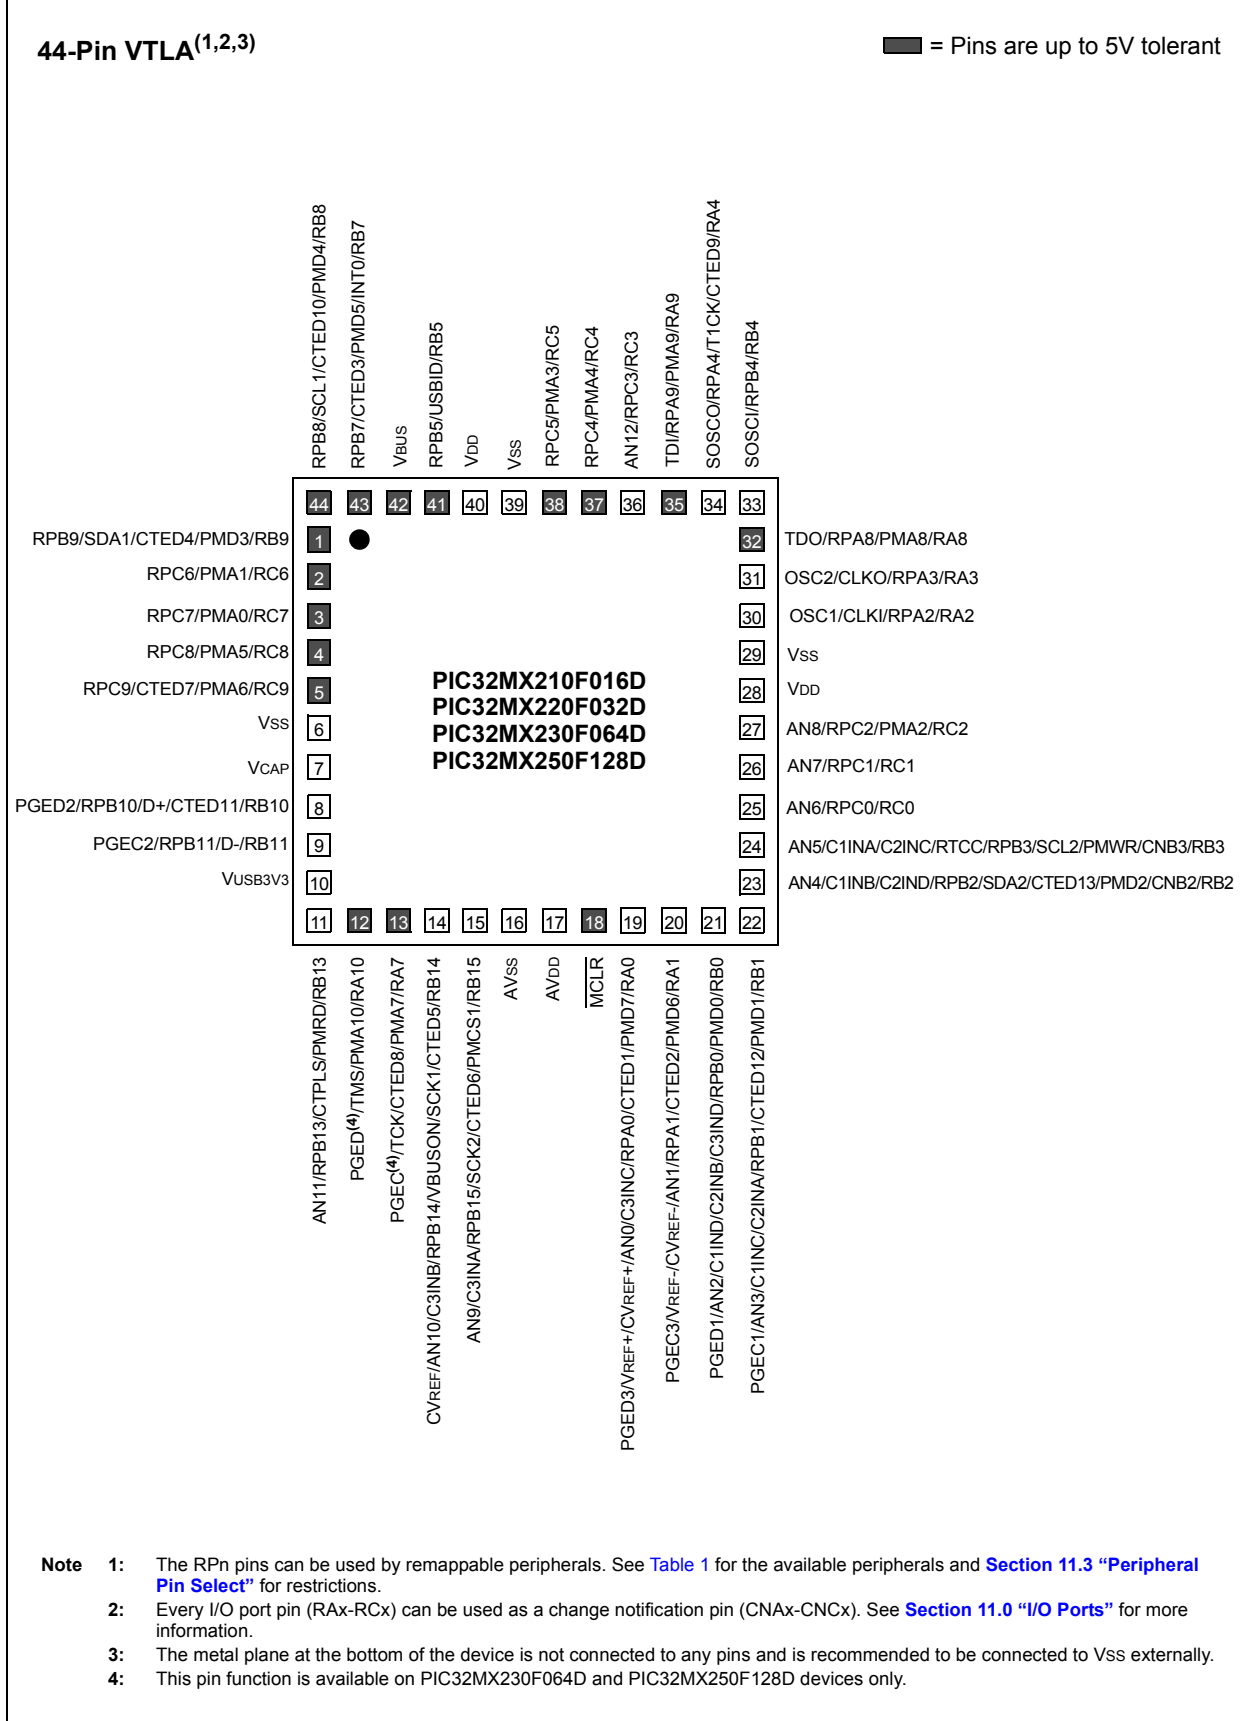 44-Pin VTLA(1,2,3)
= Pins are up to 5V tolerant
RPB8/SCL1/CTED10/PMD4/RB8
RPB7/CTED3/PMD5/INT0/RB7
VBUS
RPB5/USBID/RB5
VDD
VSS
RPC5/PMA3/RC5
RPC4/PMA4/RC4
AN12/RPC3/RC3
TDI/RPA9/PMA9/RA9
SOSCO/RPA4/T1CK/CTED9/RA4
SOSCI/RPB4/RB4
44 43 42 41 40 39 38 37 36 35 34 33
RPB9/SDA1/CTED4/PMD3/RB9 1
32 TDO/RPA8/PMA8/RA8
RPC6/PMA1/RC6 2
31 OSC2/CLKO/RPA3/RA3
RPC7/PMA0/RC7 3
30 OSC1/CLKI/RPA2/RA2
RPC8/PMA5/RC8 4
29 VSS
RPC9/CTED7/PMA6/RC9 5
28 VDD
VSS 6
27 AN8/RPC2/PMA2/RC2
VCAP 7
26 AN7/RPC1/RC1
PGED2/RPB10/D+/CTED11/RB10 8
25 AN6/RPC0/RC0
PGEC2/RPB11/D-/RB11 9
24 AN5/C1INA/C2INC/RTCC/RPB3/SCL2/PMWR/CNB3/RB3
VUSB3V3 10
23 AN4/C1INB/C2IND/RPB2/SDA2/CTED13/PMD2/CNB2/RB2
PIC32MX210F016D
PIC32MX220F032D
PIC32MX230F064D
PIC32MX250F128D
11 12 13 14 15 16 17 18 19 20 21 22
AN11/RPB13/CTPLS/PMRD/RB13
PGED(4)/TMS/PMA10/RA10
PGEC(4)/TCK/CTED8/PMA7/RA7
CVREF/AN10/C3INB/RPB14/VBUSON/SCK1/CTED5/RB14
AN9/C3INA/RPB15/SCK2/CTED6/PMCS1/RB15
AVSS
AVDD
MCLR
PGED3/VREF+/CVREF+/AN0/C3INC/RPA0/CTED1/PMD7/RA0
PGEC3/VREF-/CVREF-/AN1/RPA1/CTED2/PMD6/RA1
PGED1/AN2/C1IND/C2INB/C3IND/RPB0/PMD0/RB0
PGEC1/AN3/C1INC/C2INA/RPB1/CTED12/PMD1/RB1
Note 1: The RPn pins can be used by remappable peripherals. See Table 1 for the available peripherals and Section 11.3 “Peripheral
Pin Select” for restrictions.
2: Every I/O port pin (RAx-RCx) can be used as a change notification pin (CNAx-CNCx). See Section 11.0 “I/O Ports” for more
information.
3: The metal plane at the bottom of the device is not connected to any pins and is recommended to be connected to VSS externally.
4: This pin function is available on PIC32MX230F064D and PIC32MX250F128D devices only.